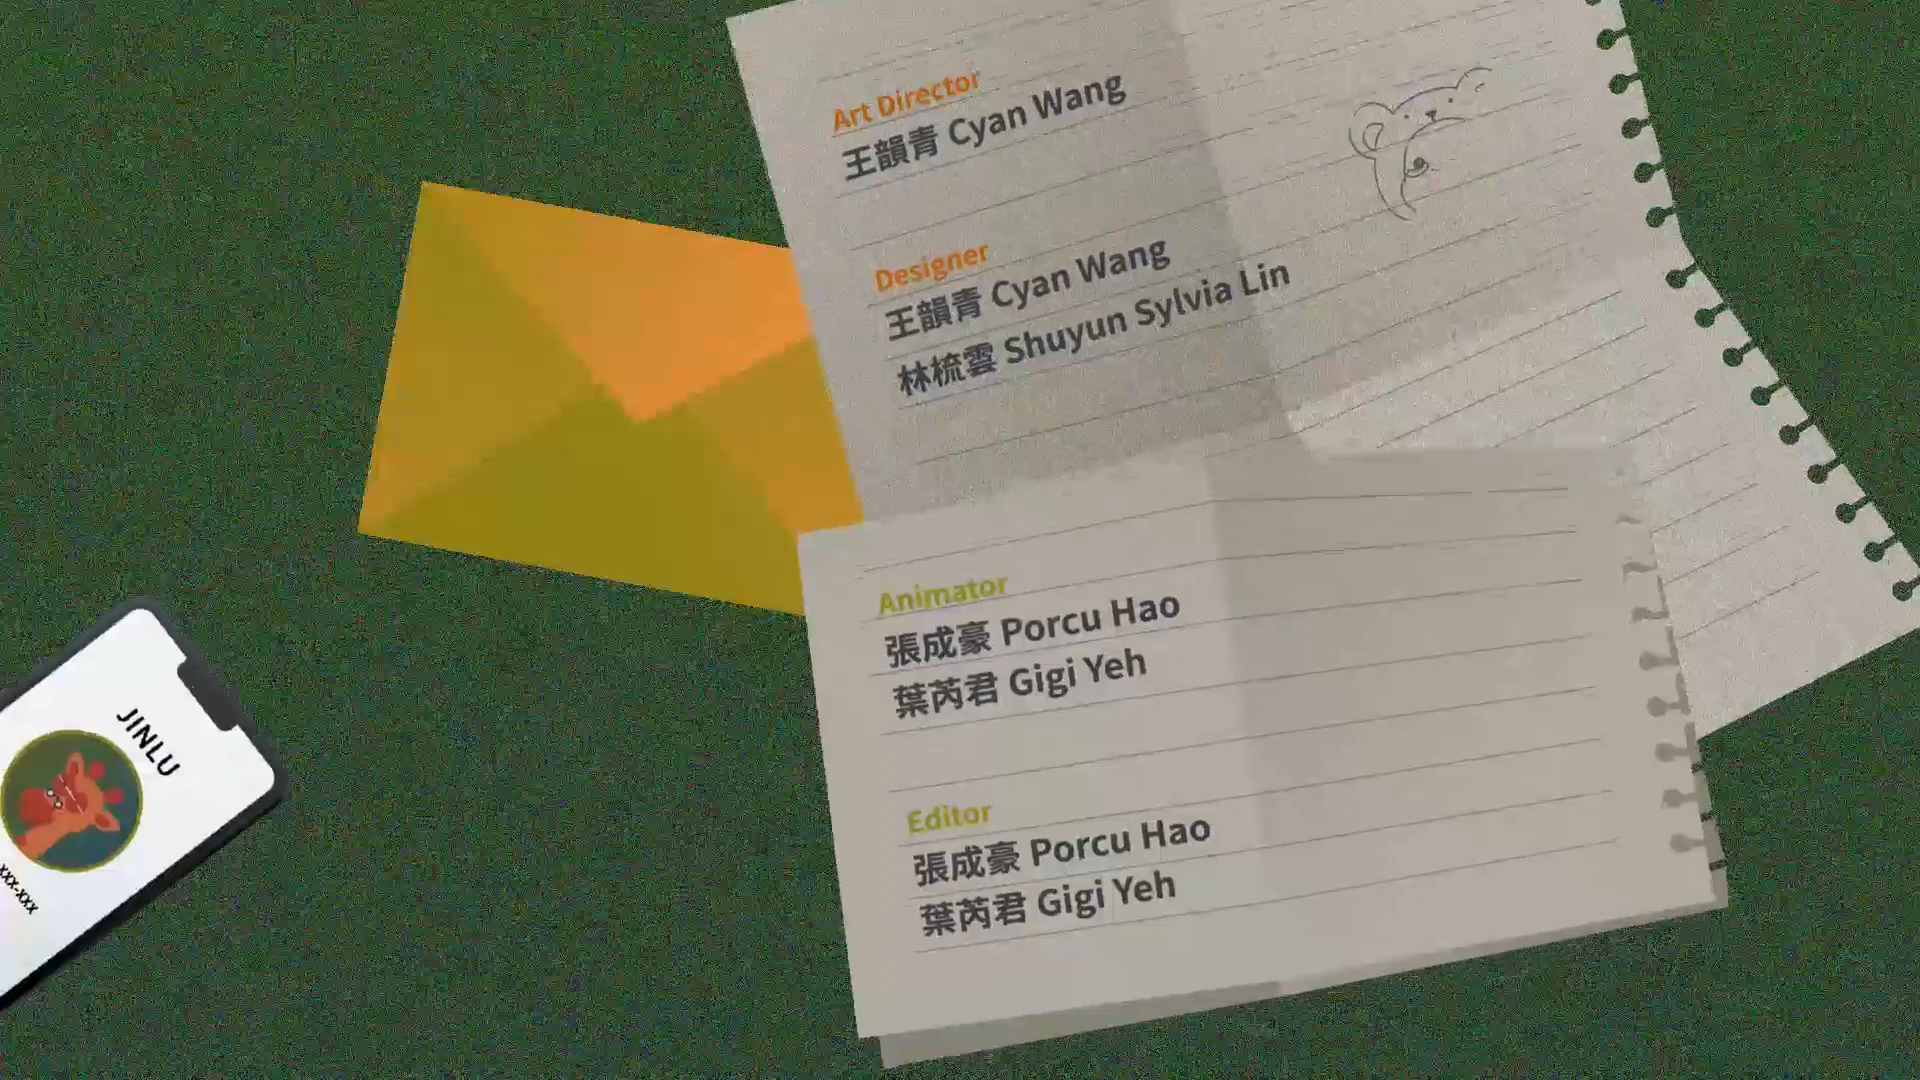 Art Director
王韻青 Cyan Wang
Designer
王韻青 Cyan Wang
林梳雲 Shuyun Sylvia Lin
Animator
張成豪 Porcu Hao
葉芮君 Gigi Yeh
Editor
張成豪 Porcu Hao
葉芮君 Gigi Yeh
JINLU
xxx-xxx